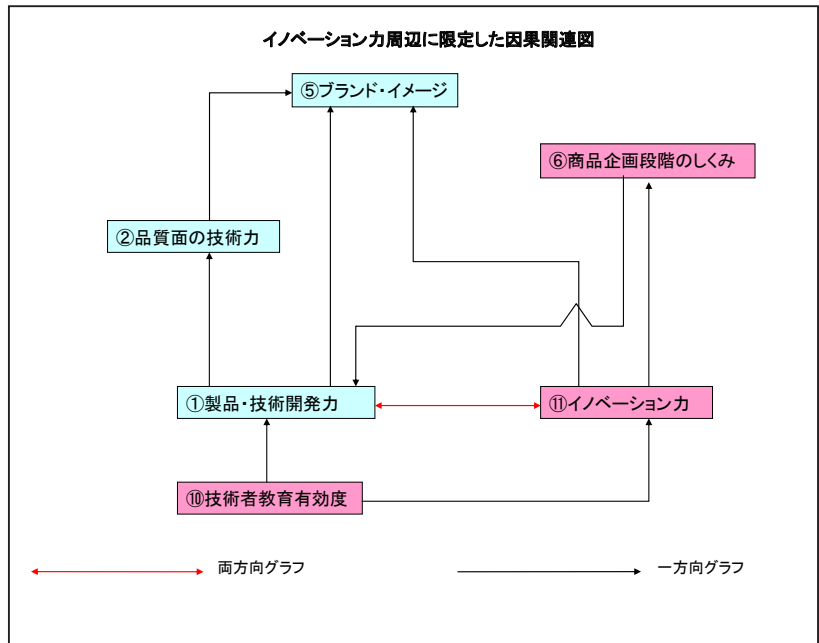 イノベーション力周辺に限定した因果関連図
⑤ブランド・イメージ
⑥商品企画段階のしくみ
②品質面の技術力
①製品・技術開発力
⑪イノベーション力
⑩技術者教育有効度
両方向グラフ
一方向グラフ